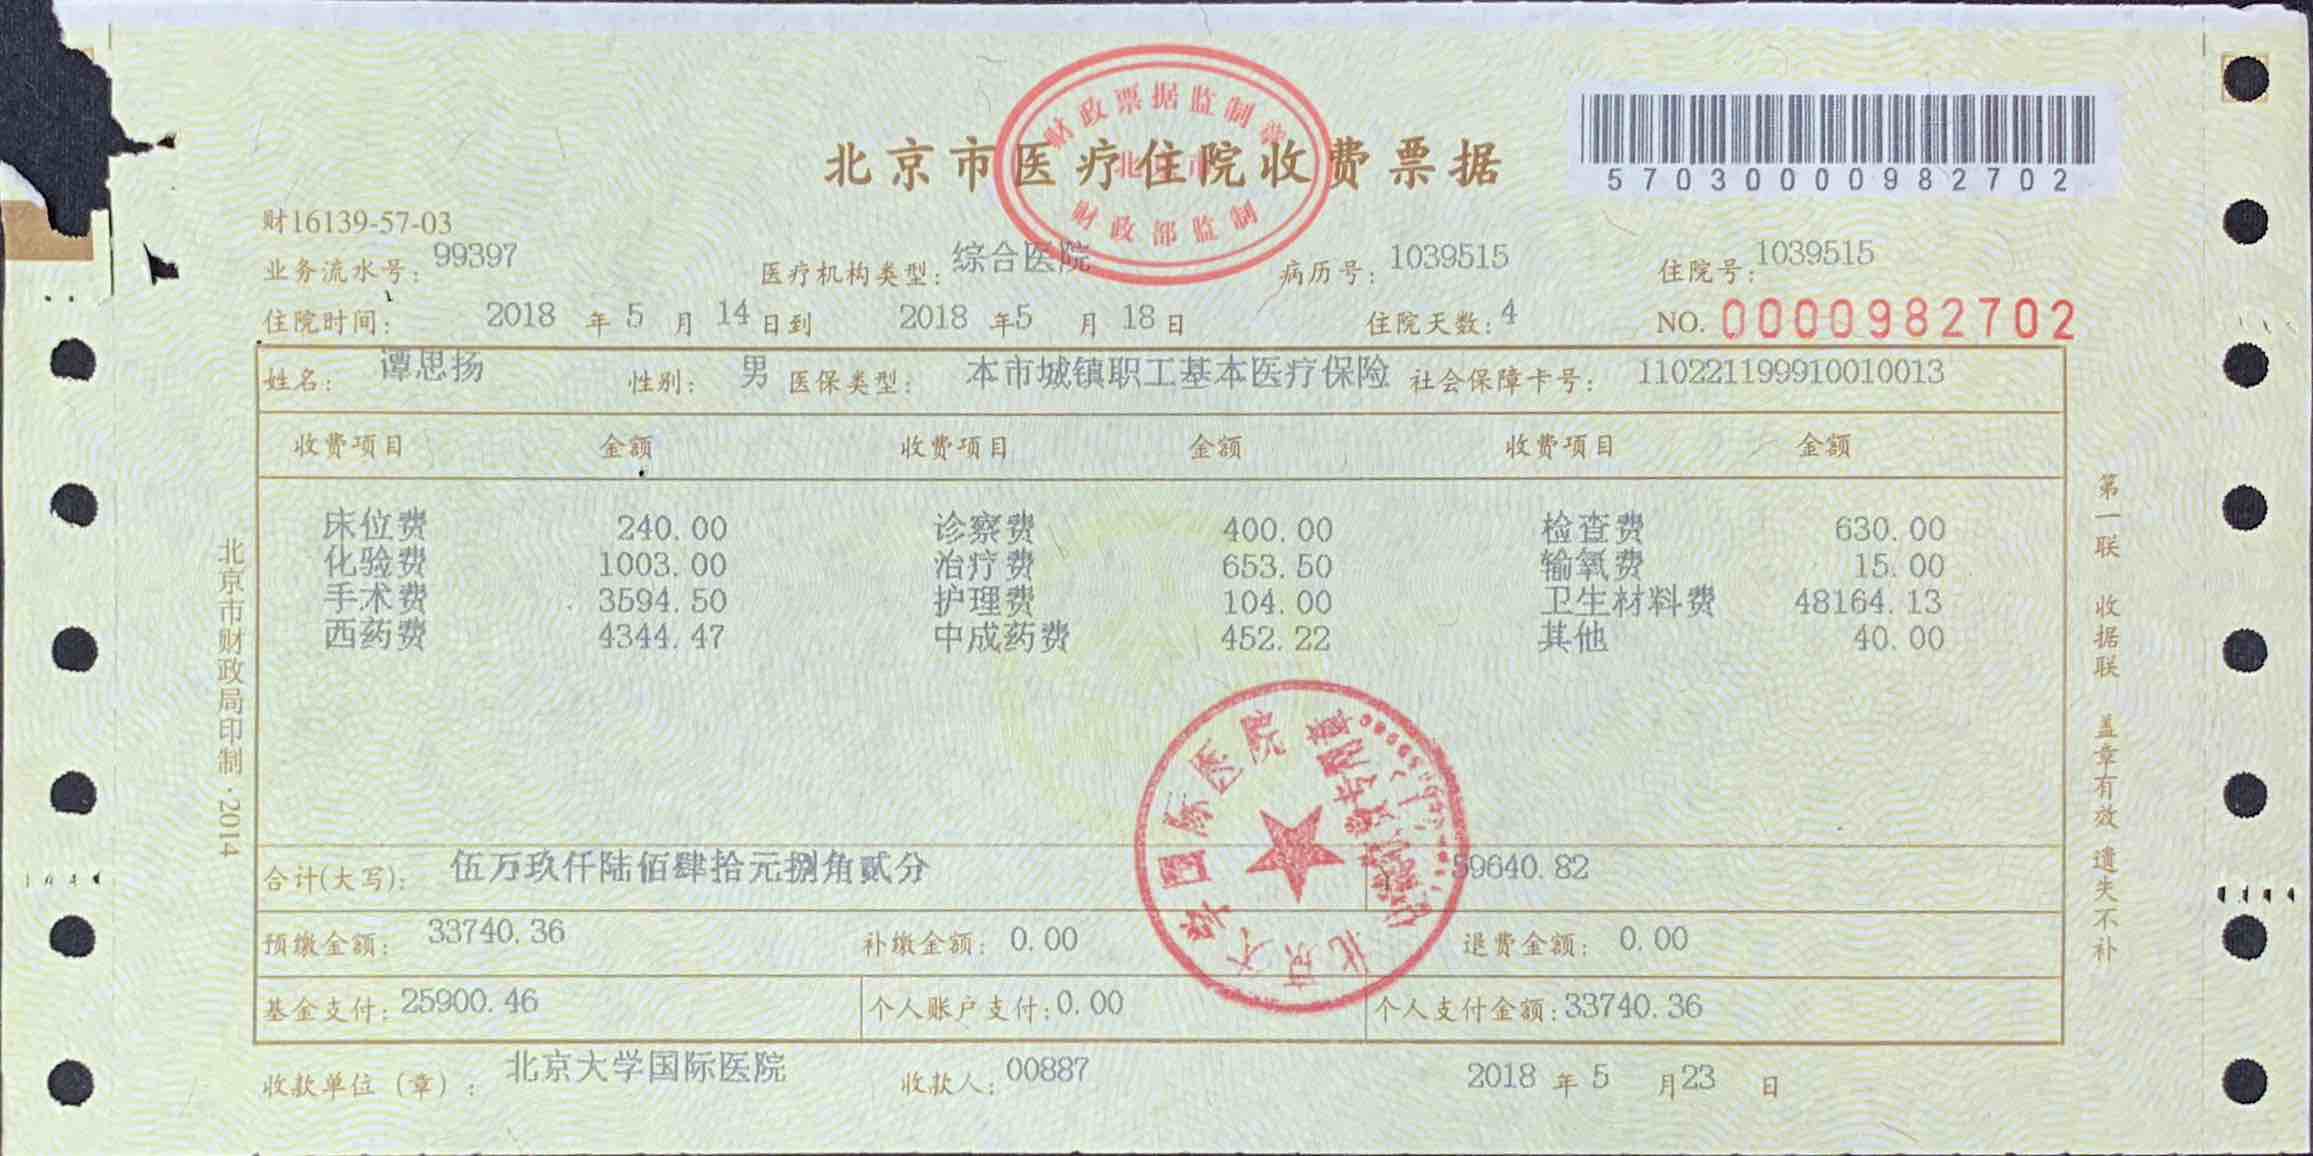 财政票据监制章
北京市
财政部监制
北京市医疗住院收费票据
570300000982702
财16139-57-03
业务流水号: 99397 医疗机构类型: 综合医院 病历号: 1039515 住院号: 1039515
住院时间: 2018 年 5 月 14 日到 2018 年 5 月 18 日 住院天数: 4 NO. 0000982702
姓名: 谭思扬 性别: 男 医保类型: 本市城镇职工基本医疗保险 社会保障卡号: 110221199910010013
收费项目 金额 收费项目 金额 收费项目 金额
床位费 240.00 诊察费 400.00 检查费 630.00
化验费 1003.00 治疗费 653.50 输氧费 15.00
手术费 3594.50 护理费 104.00 卫生材料费 48164.13
西药费 4344.47 中成药费 452.22 其他 40.00
合计(大写): 伍万玖仟陆佰肆拾元捌角贰分 59640.82
预缴金额: 33740.36 补缴金额: 0.00 退费金额: 0.00
基金支付: 25900.46 个人账户支付: 0.00 个人支付金额: 33740.36
收款单位（章）: 北京大学国际医院 收款人: 00887 2018 年 5 月 23 日
北京大学国际医院
北京市财政局印制·2014
第一联 收据联 盖章有效 遗失不补